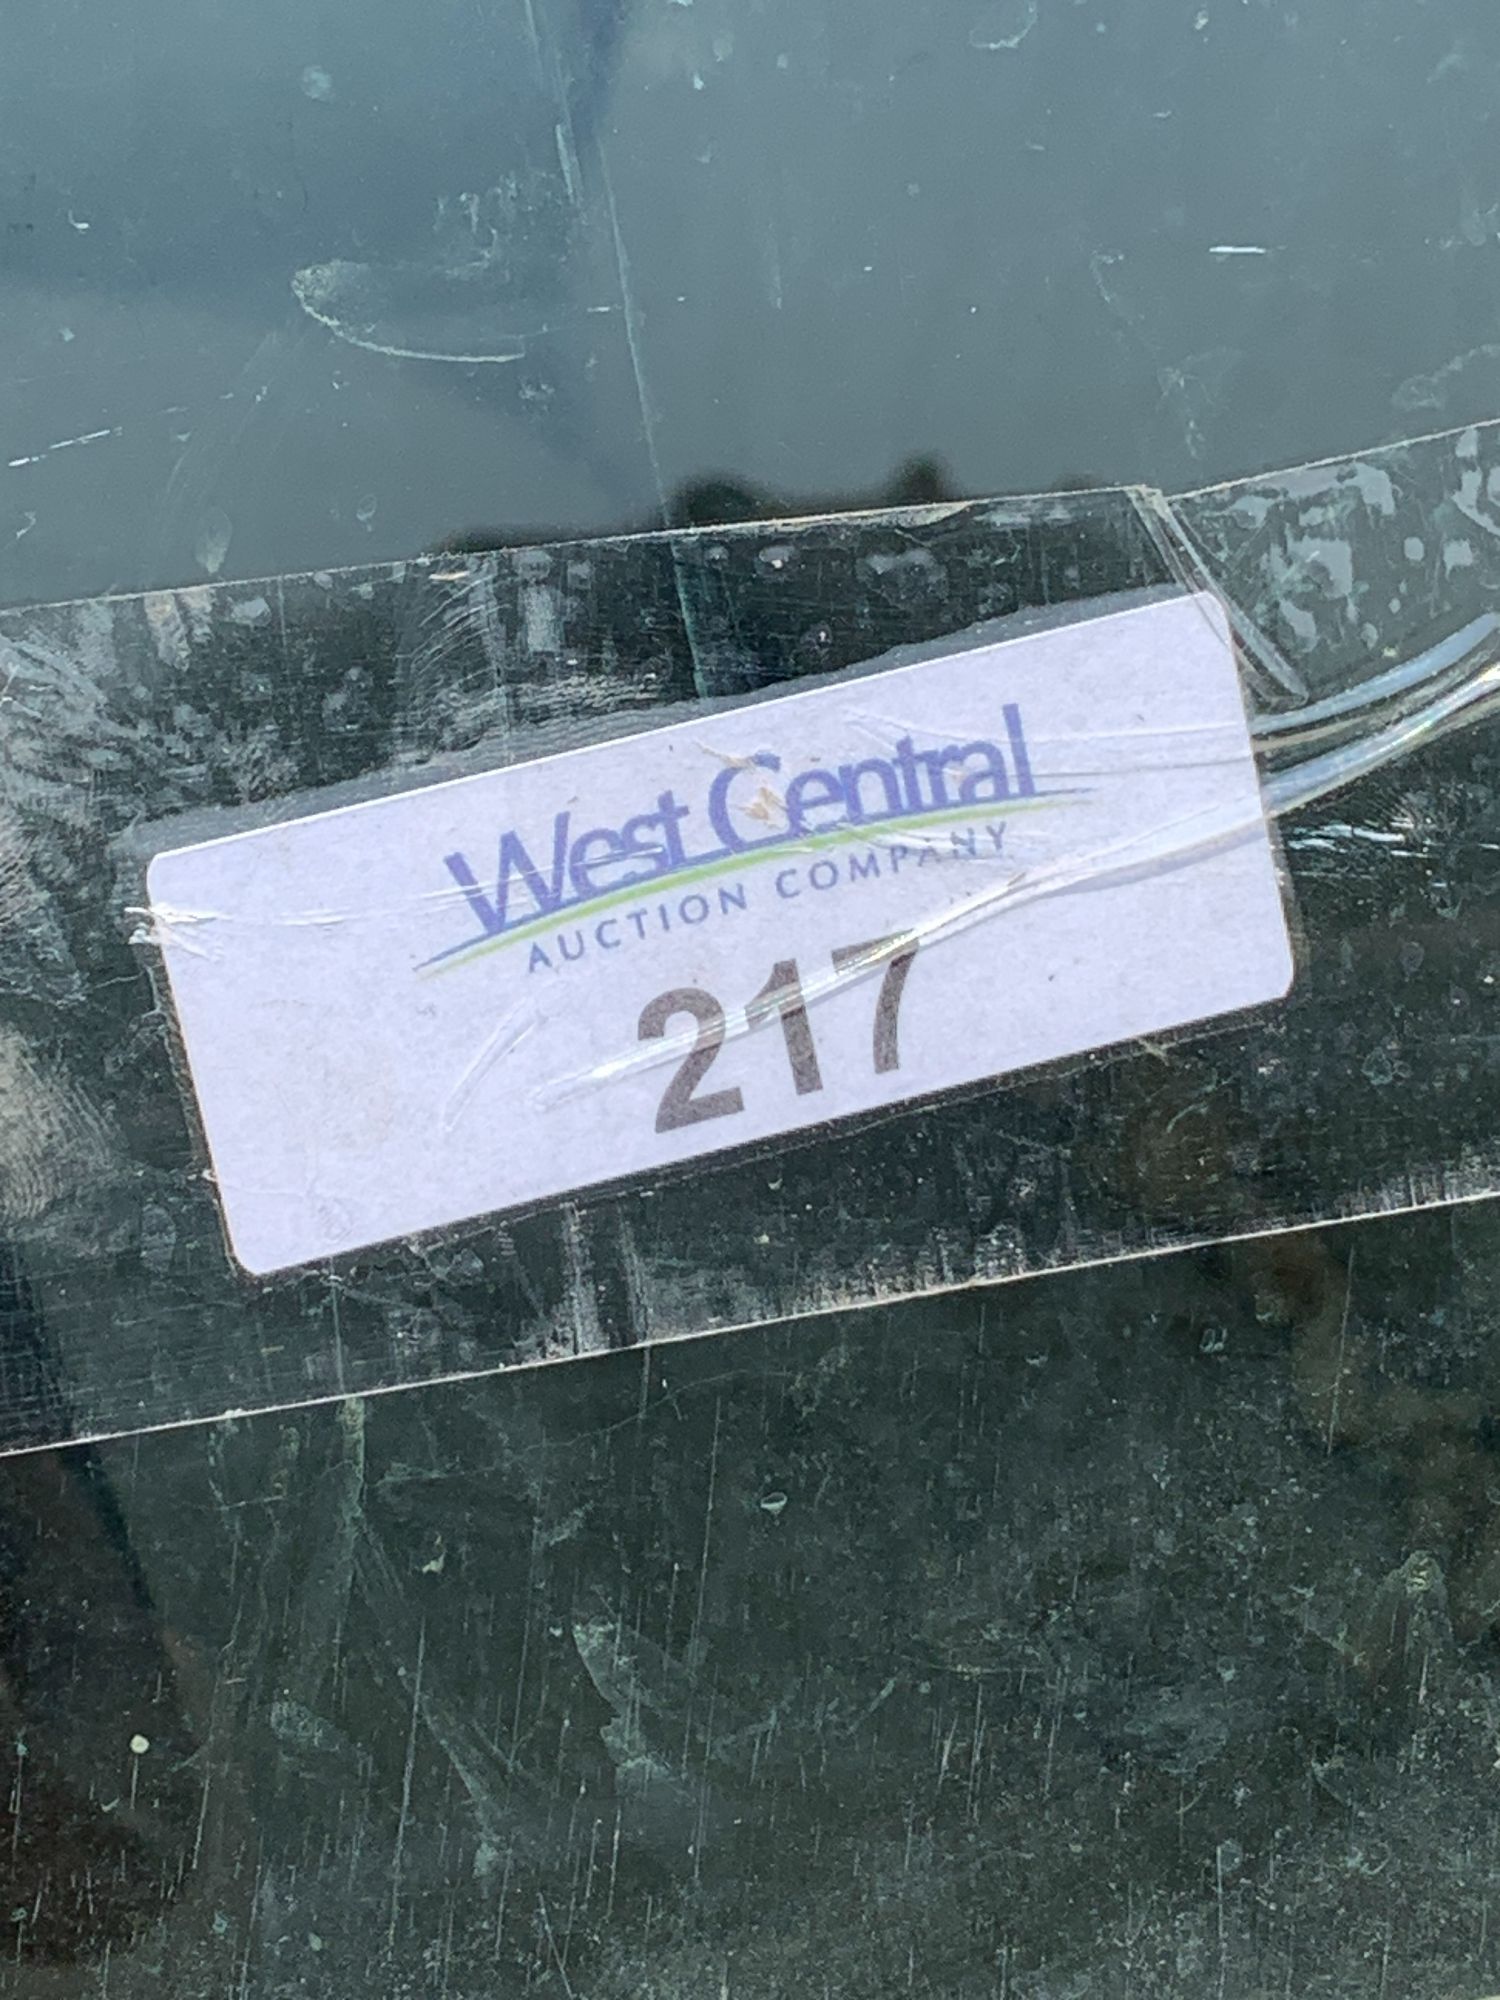 West Central
AUCTION COMPANY
217